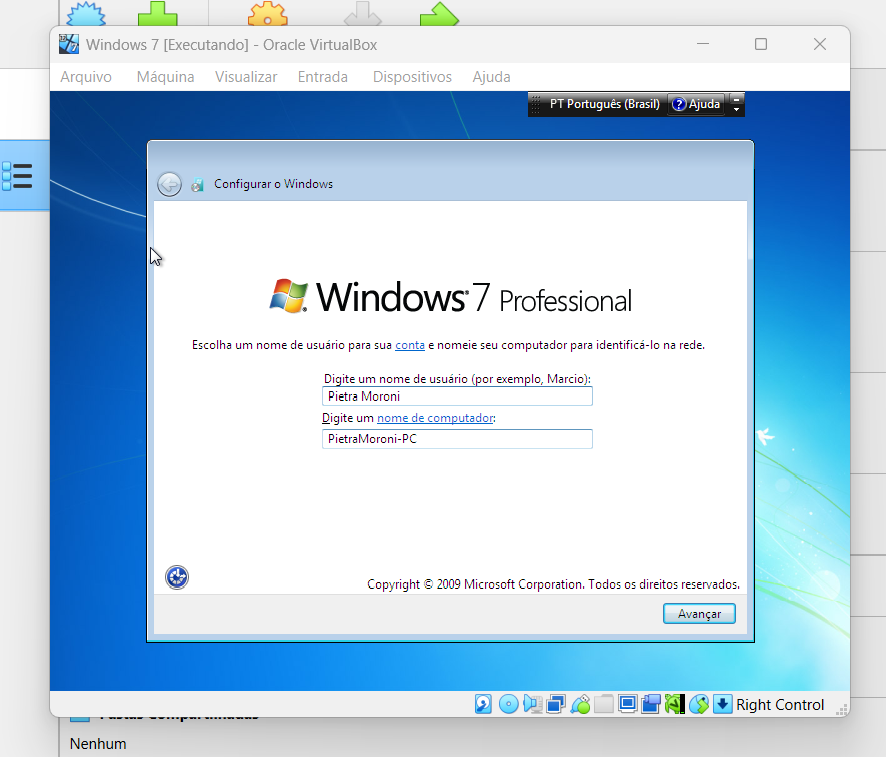 Windows 7 [Executando] - Oracle VirtualBox
Arquivo Máquina Visualizar Entrada Dispositivos Ajuda
PT Português (Brasil) ? Ajuda
Configurar o Windows
Windows 7 Professional
Escolha um nome de usuário para sua conta e nomeie seu computador para identificá-lo na rede.
Digite um nome de usuário (por exemplo, Marcio):
Pietra Moroni
Digite um nome de computador:
PietraMoroni-PC
Copyright © 2009 Microsoft Corporation. Todos os direitos reservados.
Avançar
Right Control
Pastas Compartilhadas
Nenhum